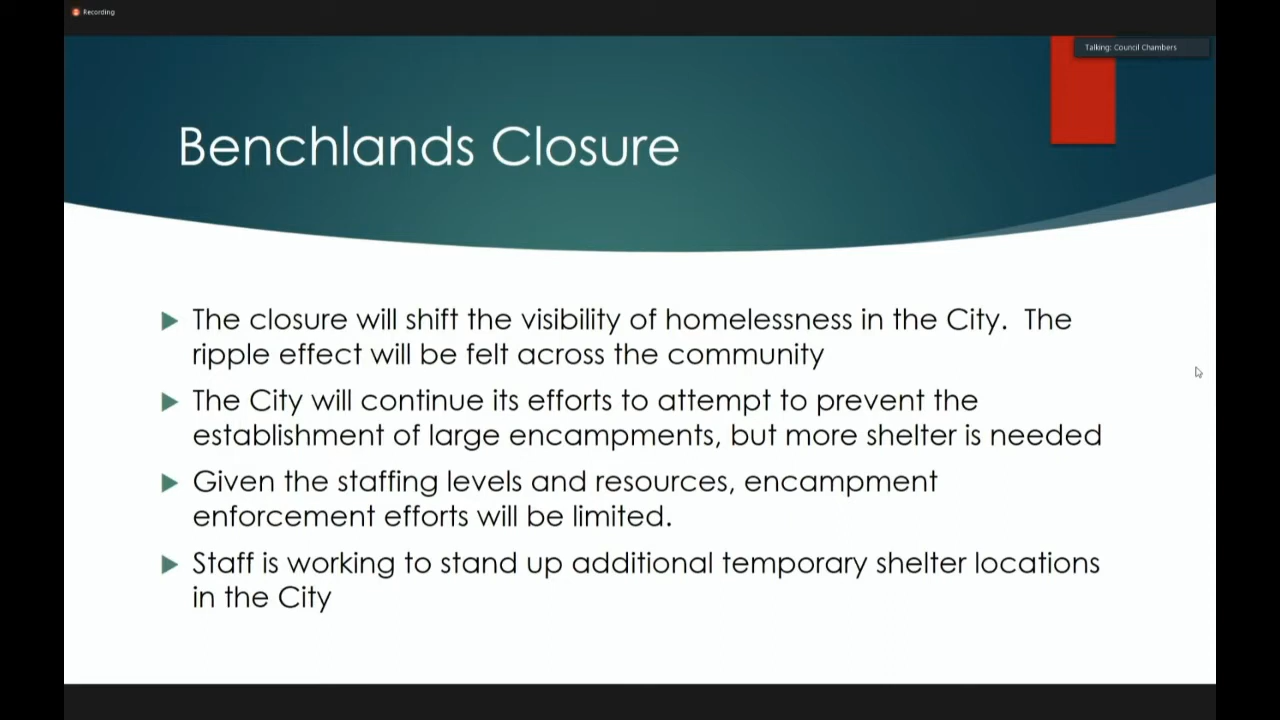 Recording
Talking: Council Chambers
Benchlands Closure
The closure will shift the visibility of homelessness in the City.  The
ripple effect will be felt across the community
The City will continue its efforts to attempt to prevent the
establishment of large encampments, but more shelter is needed
Given the staffing levels and resources, encampment
enforcement efforts will be limited.
Staff is working to stand up additional temporary shelter locations
in the City